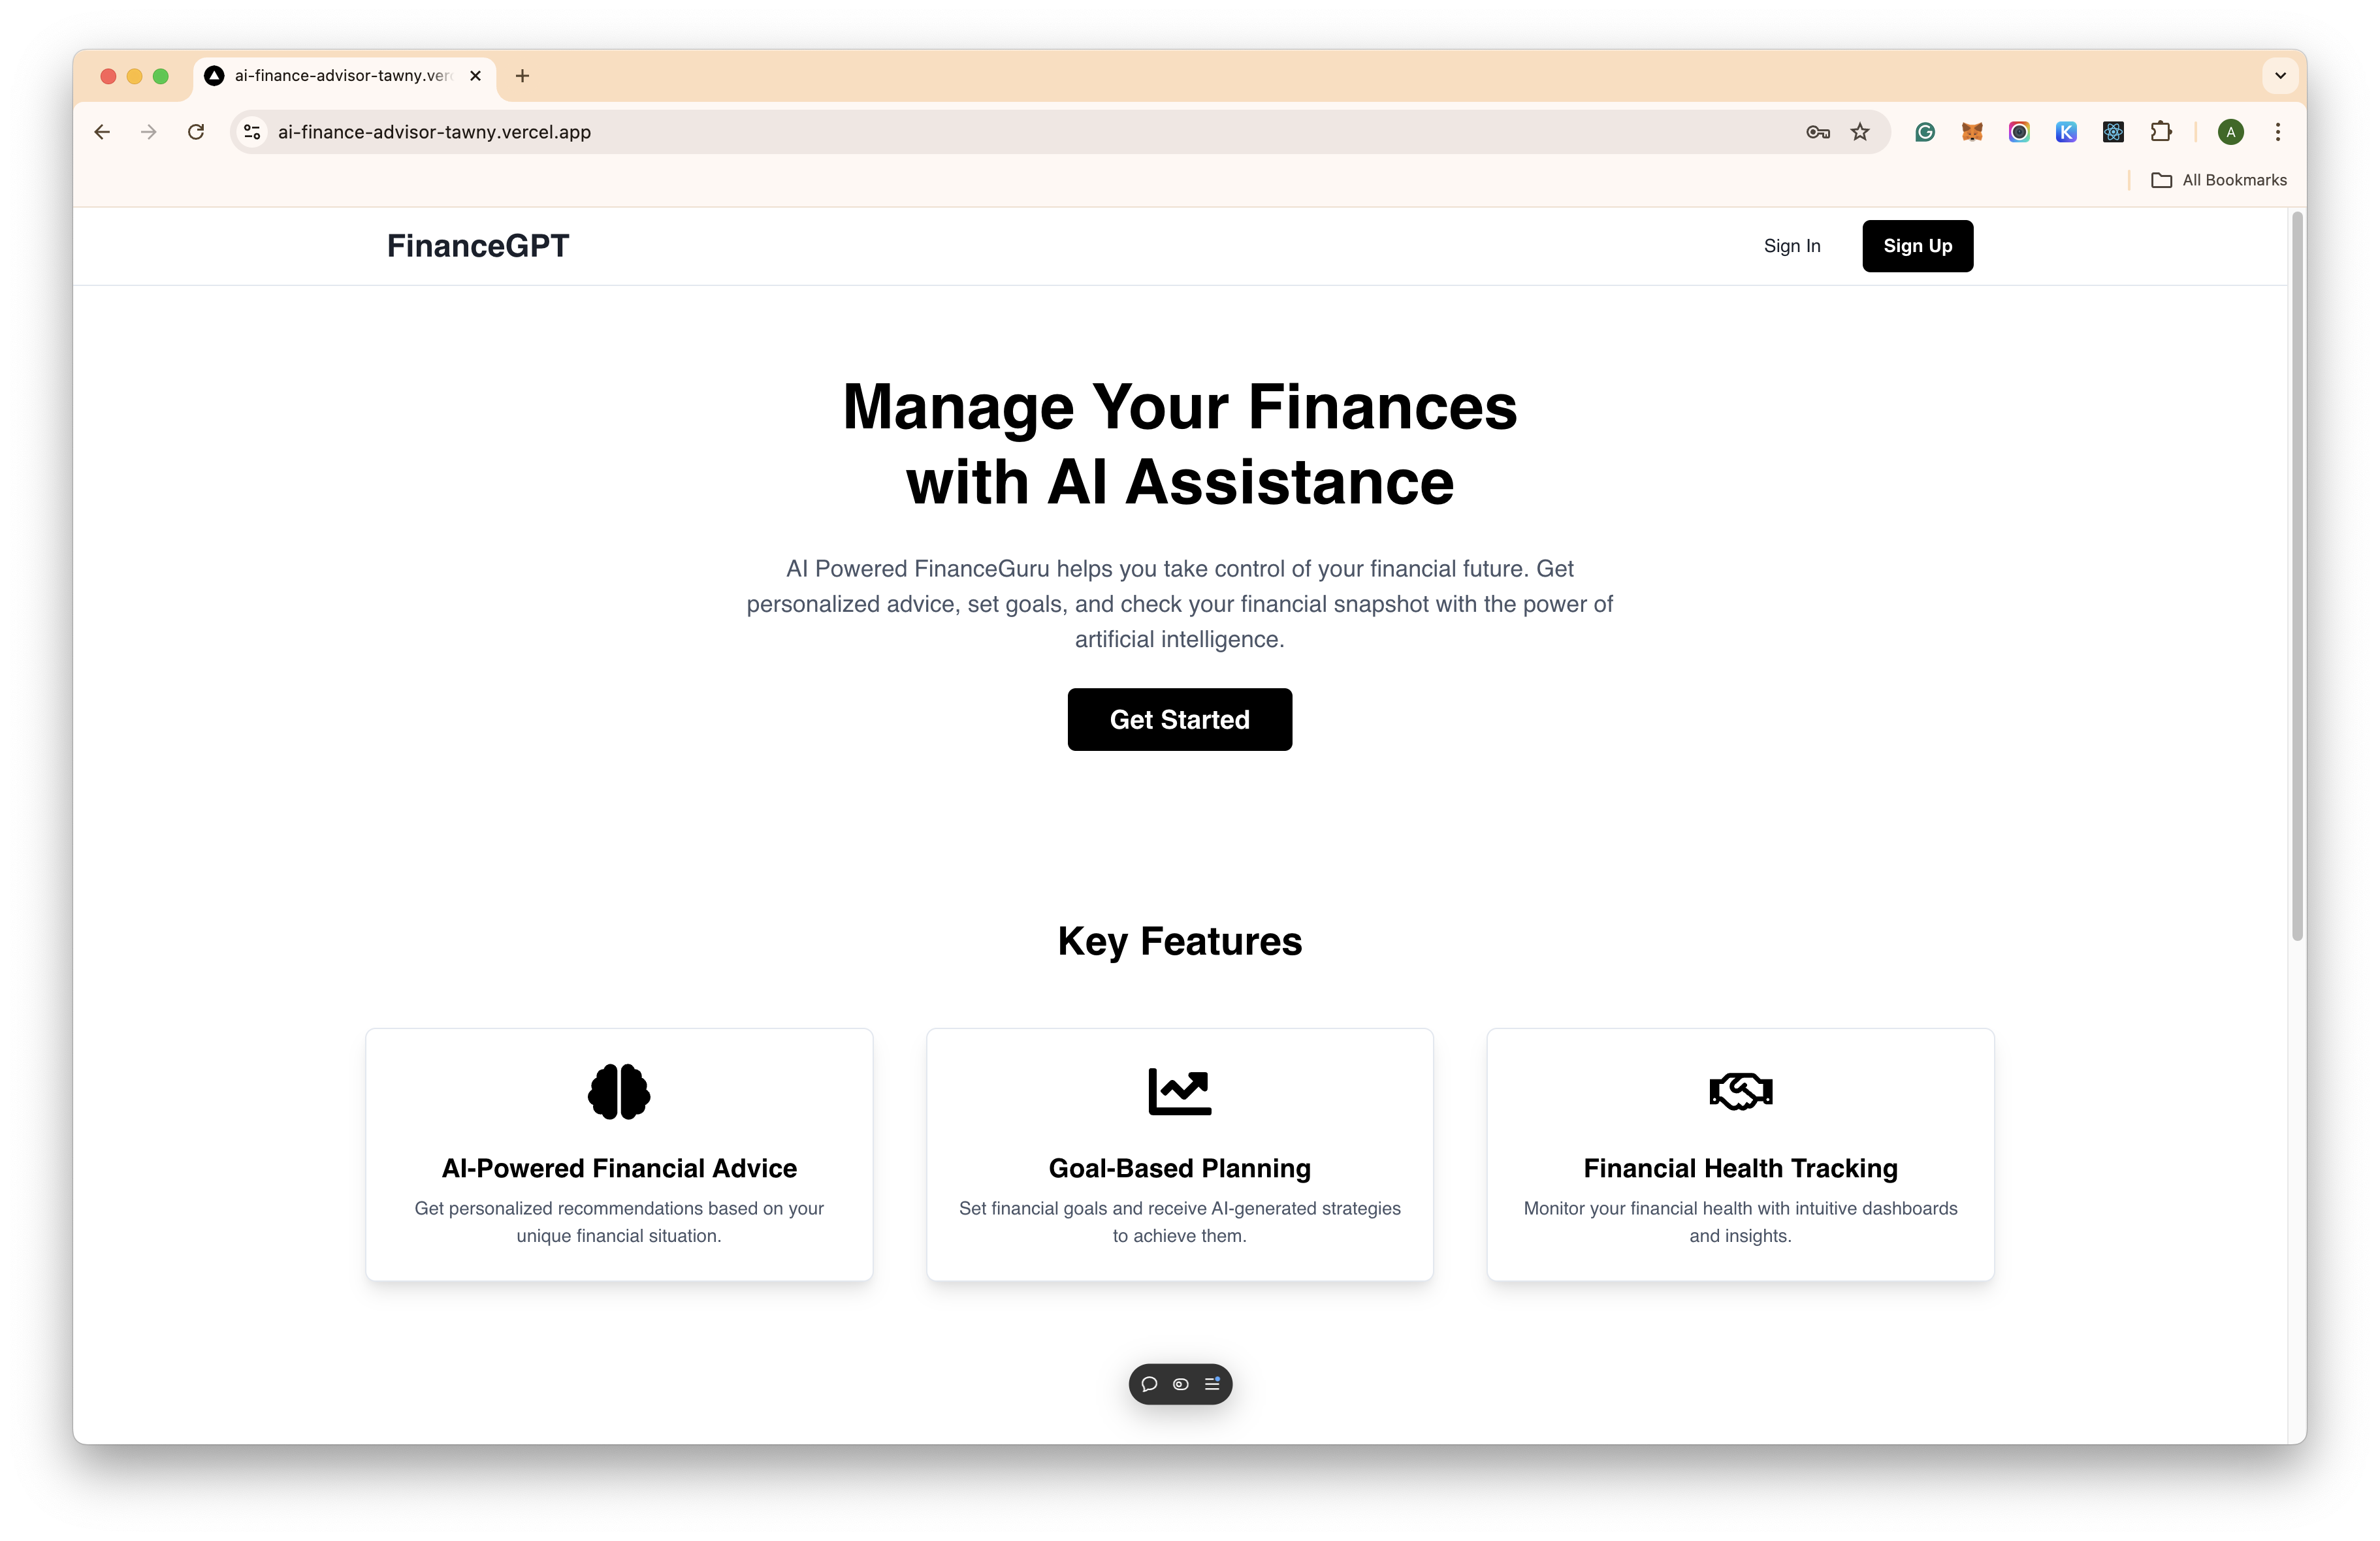 ai-finance-advisor-tawny.ver
ai-finance-advisor-tawny.vercel.app
A
All Bookmarks
FinanceGPT
Sign In
Sign Up
Manage Your Finances
with AI Assistance
AI Powered FinanceGuru helps you take control of your financial future. Get
personalized advice, set goals, and check your financial snapshot with the power of
artificial intelligence.
Get Started
Key Features
AI-Powered Financial Advice
Get personalized recommendations based on your
unique financial situation.
Goal-Based Planning
Set financial goals and receive AI-generated strategies
to achieve them.
Financial Health Tracking
Monitor your financial health with intuitive dashboards
and insights.